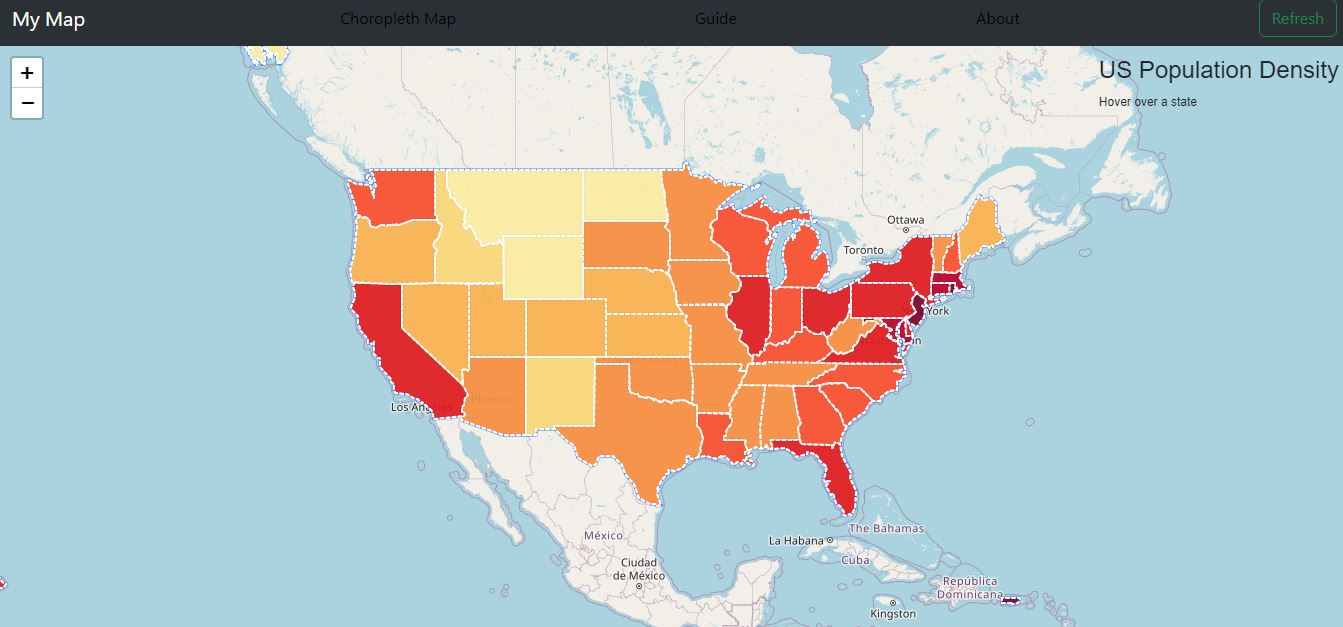 My Map
Choropleth Map
Guide
About
Refresh
+
−
US Population Density
Hover over a state
Ottawa
Toronto
York
Los Angeles
Phoenix
México
Ciudad
de México
La Habana
The Bahamas
Cuba
República
Dominicana
Kingston